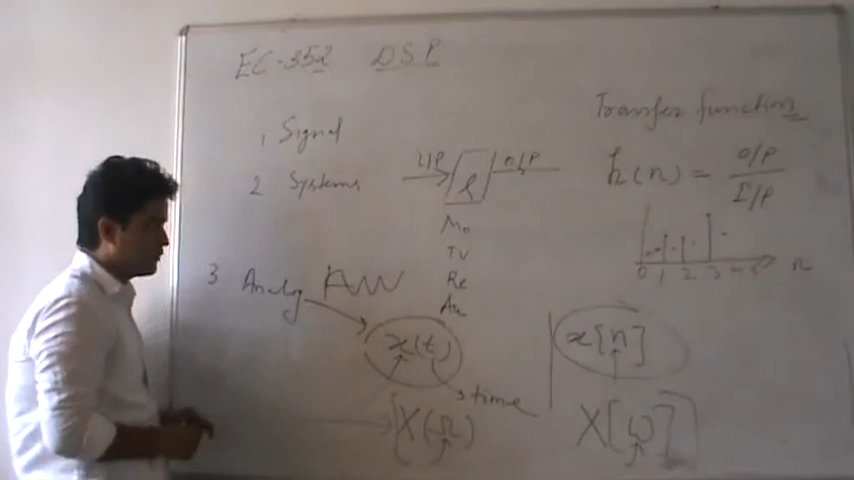 EC-352 DSP
Transfer function
1 Signal
2 Systems
I/P
O/P
h(n) = O/P
I/P
Mo
TV
Re
0 1 2 3
n
3 Analog
x(t)
x[n]
time
X(Ω)
X[ω]